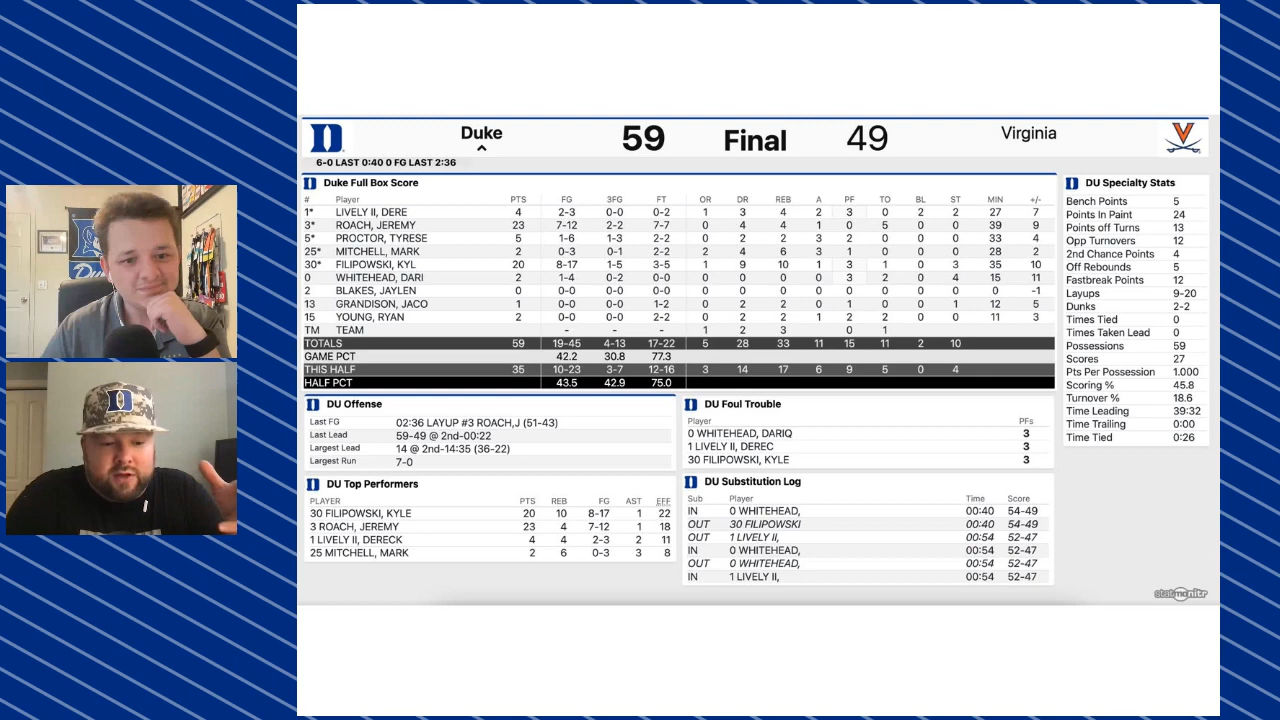 Duke 59 Final 49 Virginia
6-0 LAST 0:40 0 FG LAST 2:36
Duke Full Box Score
# Player PTS FG 3FG FT OR DR REB A PF TO BL ST MIN +/-
1* LIVELY II, DERE 4 2-3 0-0 0-2 1 3 4 2 3 0 2 2 27 7
3* ROACH, JEREMY 23 7-12 2-2 7-7 0 4 4 1 0 5 0 0 39 9
5* PROCTOR, TYRESE 5 1-6 1-3 2-2 0 2 2 3 2 0 0 0 33 4
25* MITCHELL, MARK 2 0-3 0-1 2-2 2 4 6 3 1 0 0 0 28 2
30* FILIPOWSKI, KYL 20 8-17 1-5 3-5 1 9 10 1 3 1 0 3 35 10
0 WHITEHEAD, DARI 2 1-4 0-2 0-0 0 0 0 0 3 2 0 4 15 11
2 BLAKES, JAYLEN 0 0-0 0-0 0-0 0 0 0 0 0 0 0 0 0 -1
13 GRANDISON, JACO 1 0-0 0-0 1-2 0 2 2 0 1 0 0 1 12 5
15 YOUNG, RYAN 2 0-0 0-0 2-2 0 2 2 1 2 2 0 0 11 3
TM TEAM - - - 1 2 3 0 1
TOTALS 59 19-45 4-13 17-22 5 28 33 11 15 11 2 10
GAME PCT 42.2 30.8 77.3
THIS HALF 35 10-23 3-7 12-16 3 14 17 6 9 5 0 4
HALF PCT 43.5 42.9 75.0
DU Specialty Stats
Bench Points 5
Points In Paint 24
Points off Turns 13
Opp Turnovers 12
2nd Chance Points 4
Off Rebounds 5
Fastbreak Points 12
Layups 9-20
Dunks 2-2
Times Tied 0
Times Taken Lead 0
Possessions 59
Scores 27
Pts Per Possession 1.000
Scoring % 45.8
Turnover % 18.6
Time Leading 39:32
Time Trailing 0:00
Time Tied 0:26
DU Offense
Last FG 02:36 LAYUP #3 ROACH,J (51-43)
Last Lead 59-49 @ 2nd-00:22
Largest Lead 14 @ 2nd-14:35 (36-22)
Largest Run 7-0
DU Foul Trouble
Player PFs
0 WHITEHEAD, DARIQ 3
1 LIVELY II, DEREC 3
30 FILIPOWSKI, KYLE 3
DU Top Performers
PLAYER PTS REB FG AST EFF
30 FILIPOWSKI, KYLE 20 10 8-17 1 22
3 ROACH, JEREMY 23 4 7-12 1 18
1 LIVELY II, DERECK 4 4 2-3 2 11
25 MITCHELL, MARK 2 6 0-3 3 8
DU Substitution Log
Sub Player Time Score
IN 0 WHITEHEAD, 00:40 54-49
OUT 30 FILIPOWSKI 00:40 54-49
OUT 1 LIVELY II, 00:54 52-47
IN 0 WHITEHEAD, 00:54 52-47
OUT 0 WHITEHEAD, 00:54 52-47
IN 1 LIVELY II, 00:54 52-47
statmonitr